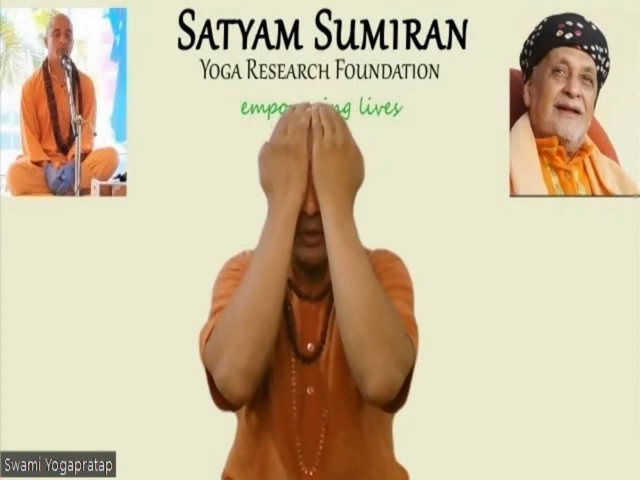 SATYAM SUMIRAN
YOGA RESEARCH FOUNDATION
lives
Swami Yogapratap